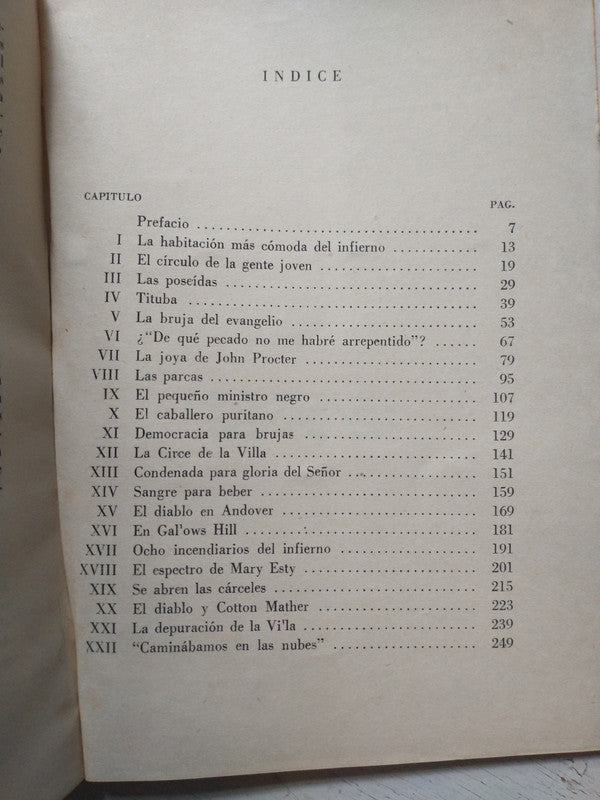 INDICE
CAPITULO PAG.
Prefacio ........................................ 7
I La habitación más cómoda del infierno ............ 13
II El círculo de la gente joven ...................... 19
III Las poseídas .................................... 29
IV Tituba ........................................ 39
V La bruja del evangelio .......................... 53
VI ¿"De qué pecado no me habré arrepentido"? ...... 67
VII La joya de John Procter ........................ 79
VIII Las parcas ...................................... 95
IX El pequeño ministro negro ...................... 107
X El caballero puritano ............................ 119
XI Democracia para brujas .......................... 129
XII La Circe de la Villa ............................ 141
XIII Condenada para gloria del Señor .................. 151
XIV Sangre para beber .............................. 159
XV El diablo en Andover ............................ 169
XVI En Gal'ows Hill ................................ 181
XVII Ocho incendiarios del infierno .................. 191
XVIII El espectro de Mary Esty ........................ 201
XIX Se abren las cárceles ............................ 215
XX El diablo y Cotton Mather ...................... 223
XXI La depuración de la Vi'la ........................ 239
XXII "Caminábamos en las nubes" .................... 249